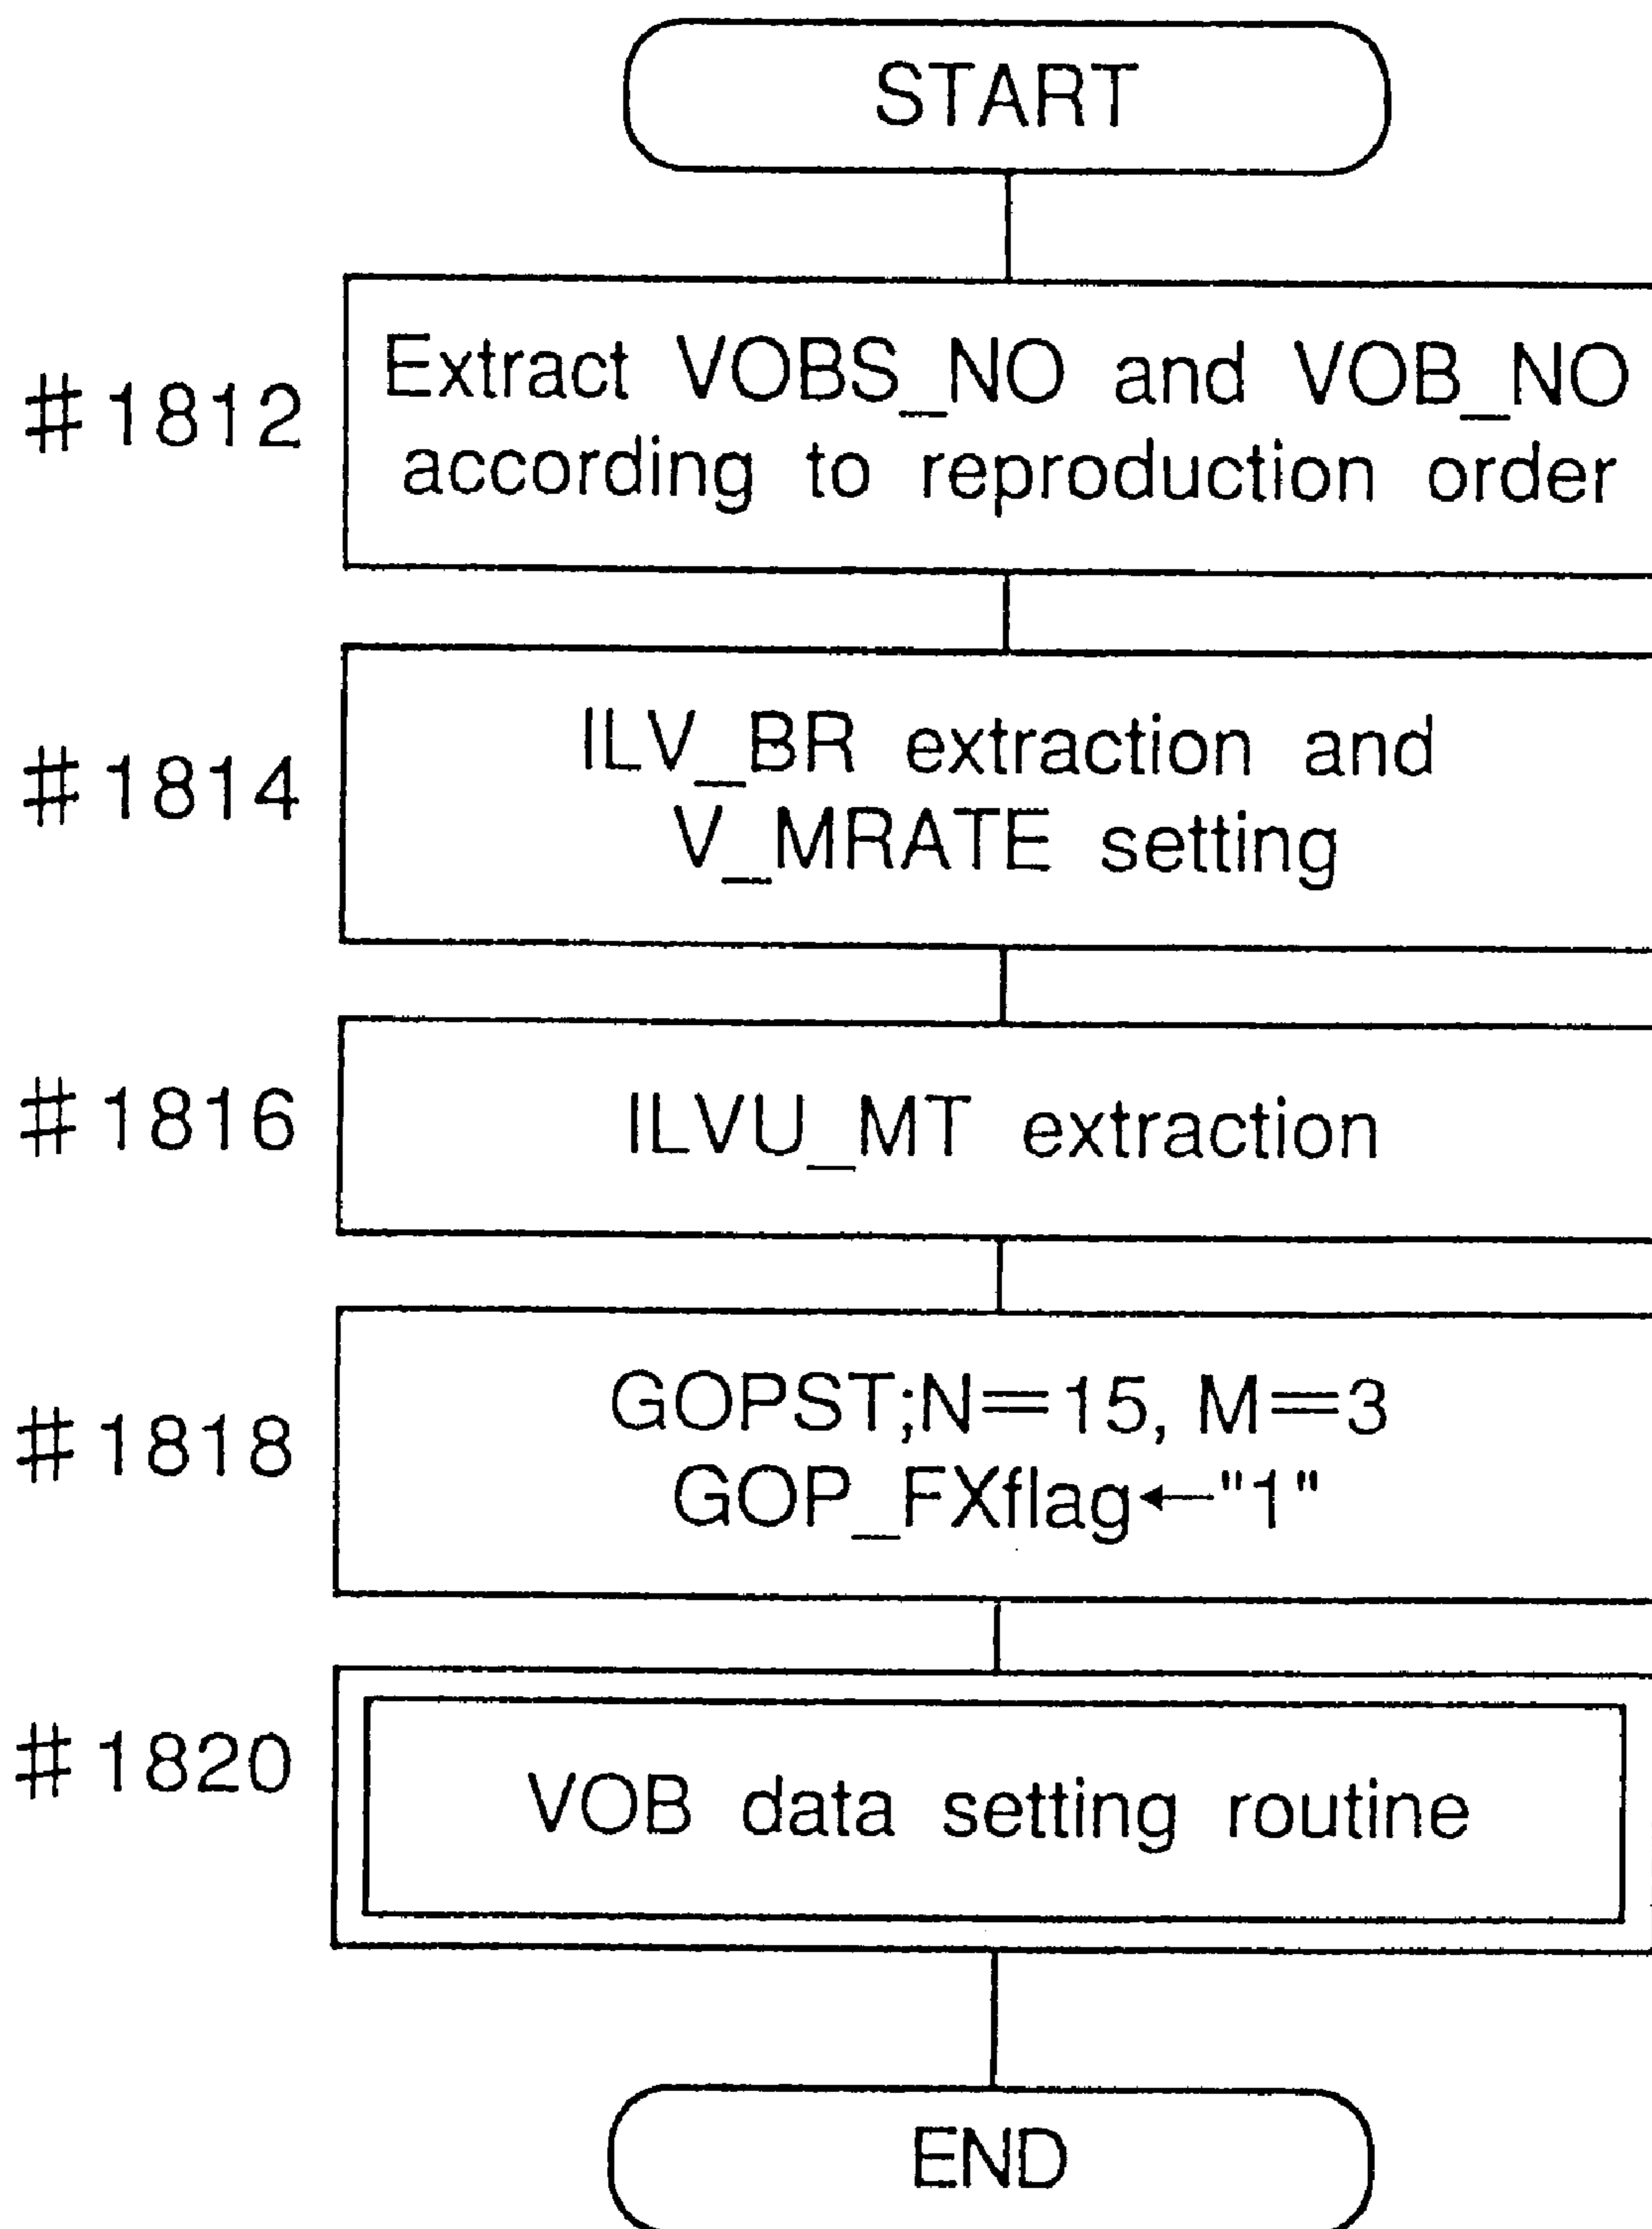 START
#1812
Extract VOBS_NO and VOB_NO
according to reproduction order
#1814
ILV_BR extraction and
V_MRATE setting
#1816
ILVU_MT extraction
#1818
GOPST;N=15, M=3
GOP_FXflag←"1"
#1820
VOB data setting routine
END